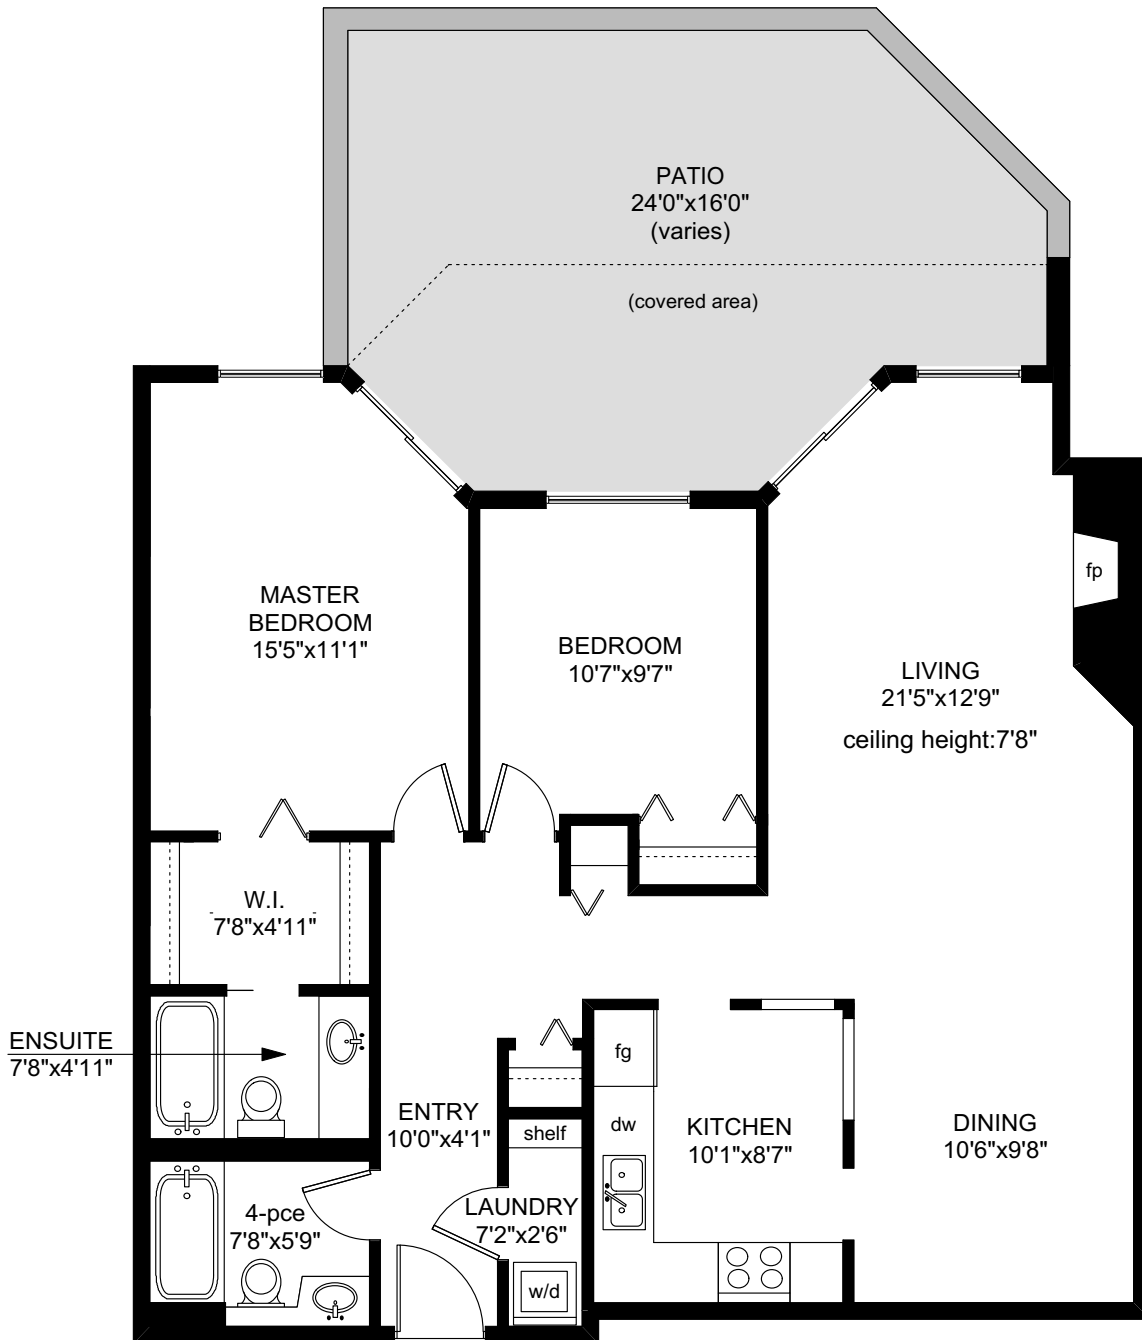 PATIO
24'0"x16'0"
(varies)
(covered area)
MASTER
BEDROOM
15'5"x11'1"
BEDROOM
10'7"x9'7"
fp
LIVING
21'5"x12'9"
ceiling height:7'8"
W.I.
7'8"x4'11"
ENSUITE
7'8"x4'11"
fg
ENTRY
10'0"x4'1"
shelf
dw
KITCHEN
10'1"x8'7"
DINING
10'6"x9'8"
4-pce
7'8"x5'9"
LAUNDRY
7'2"x2'6"
w/d